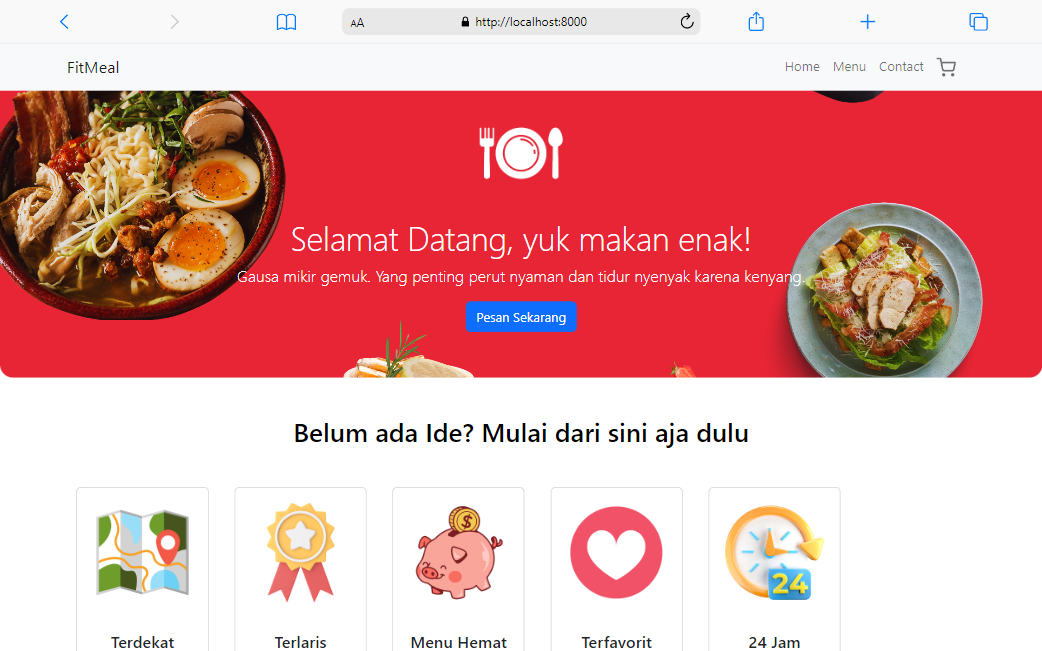 AA http://localhost:8000
FitMeal Home Menu Contact
Selamat Datang, yuk makan enak!
Gausa mikir gemuk. Yang penting perut nyaman dan tidur nyenyak karena kenyang.
Pesan Sekarang
Belum ada Ide? Mulai dari sini aja dulu
$
24
Terdekat Terlaris Menu Hemat Terfavorit 24 Jam